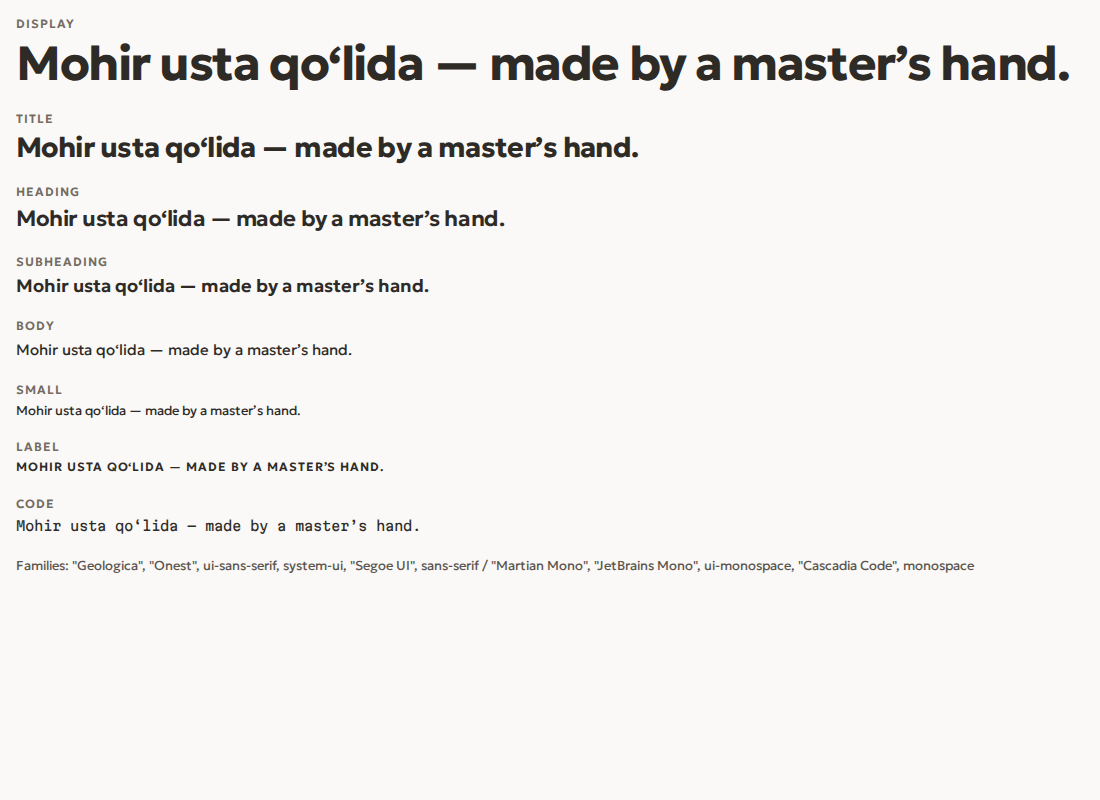 DISPLAY
Mohir usta qo‘lida — made by a master’s hand.
TITLE
Mohir usta qo‘lida — made by a master’s hand.
HEADING
Mohir usta qo‘lida — made by a master’s hand.
SUBHEADING
Mohir usta qo‘lida — made by a master’s hand.
BODY
Mohir usta qo‘lida — made by a master’s hand.
SMALL
Mohir usta qo‘lida — made by a master’s hand.
LABEL
MOHIR USTA QO‘LIDA — MADE BY A MASTER’S HAND.
CODE
Mohir usta qo‘lida — made by a master’s hand.
Families: "Geologica", "Onest", ui-sans-serif, system-ui, "Segoe UI", sans-serif / "Martian Mono", "JetBrains Mono", ui-monospace, "Cascadia Code", monospace